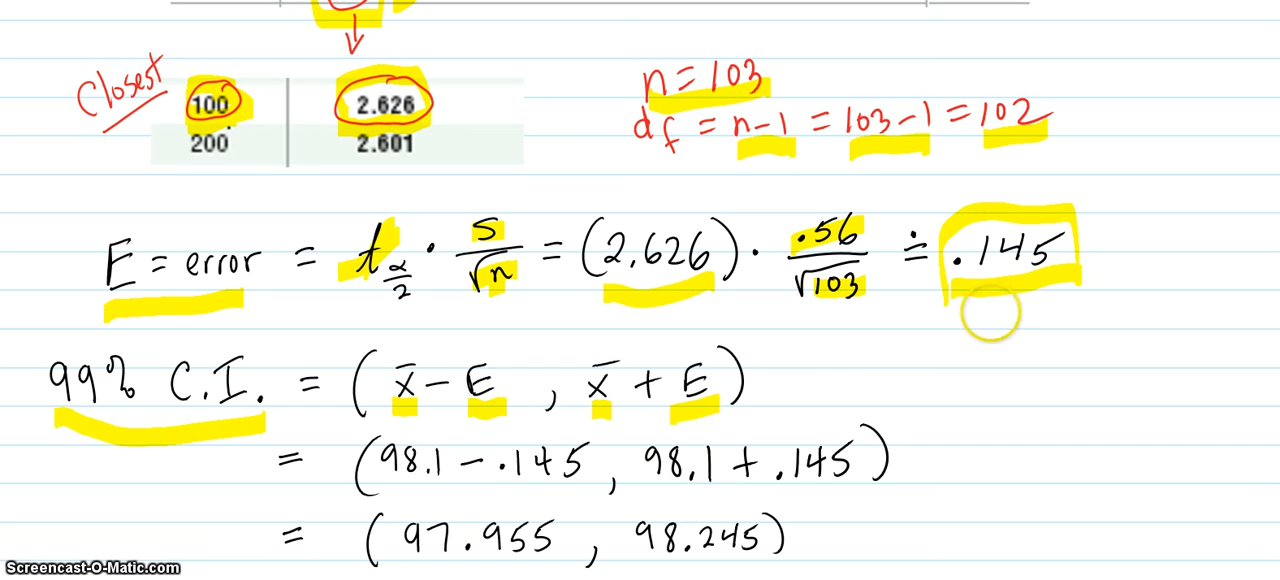 Closest
100 2.626
200 2.601
n = 103
df = n-1 = 103-1 = 102
E = error = t α/2 · s/√n = (2.626) · .56/√103 ≐ .145
99% C.I. = (x̄ - E , x̄ + E)
= (98.1 - .145 , 98.1 + .145)
= (97.955 , 98.245)
Screencast-O-Matic.com